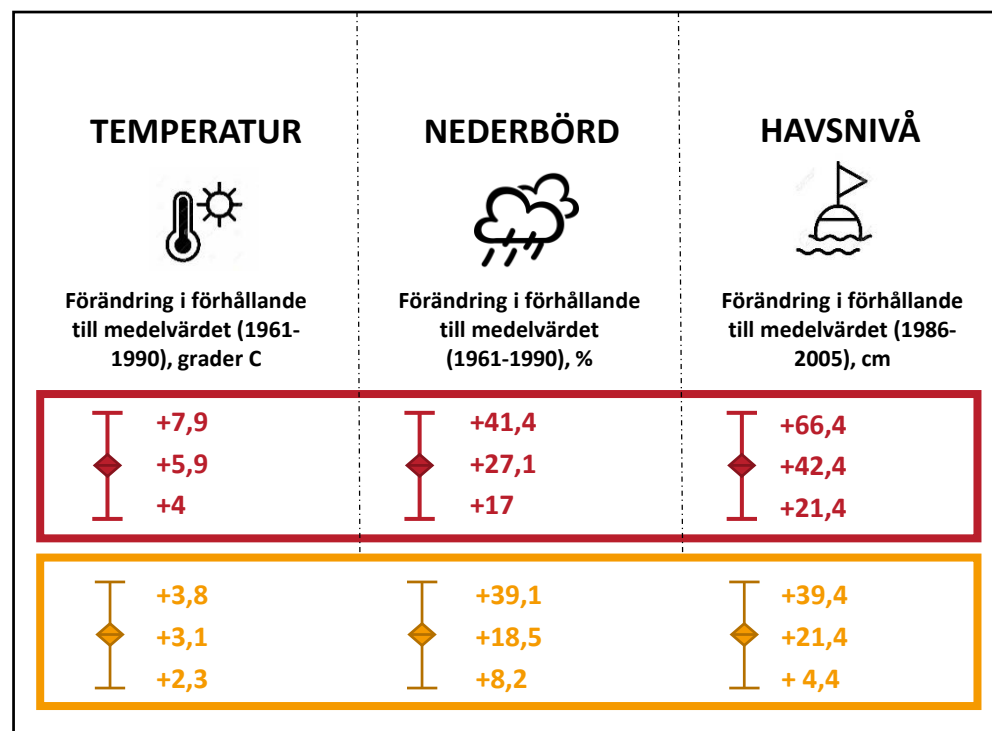 TEMPERATUR
NEDERBÖRD
HAVSNIVÅ
Förändring i förhållande
till medelvärdet (1961-
1990), grader C
Förändring i förhållande
till medelvärdet
(1961-1990), %
Förändring i förhållande
till medelvärdet (1986-
2005), cm
+7,9
+5,9
+4
+41,4
+27,1
+17
+66,4
+42,4
+21,4
+3,8
+3,1
+2,3
+39,1
+18,5
+8,2
+39,4
+21,4
+ 4,4